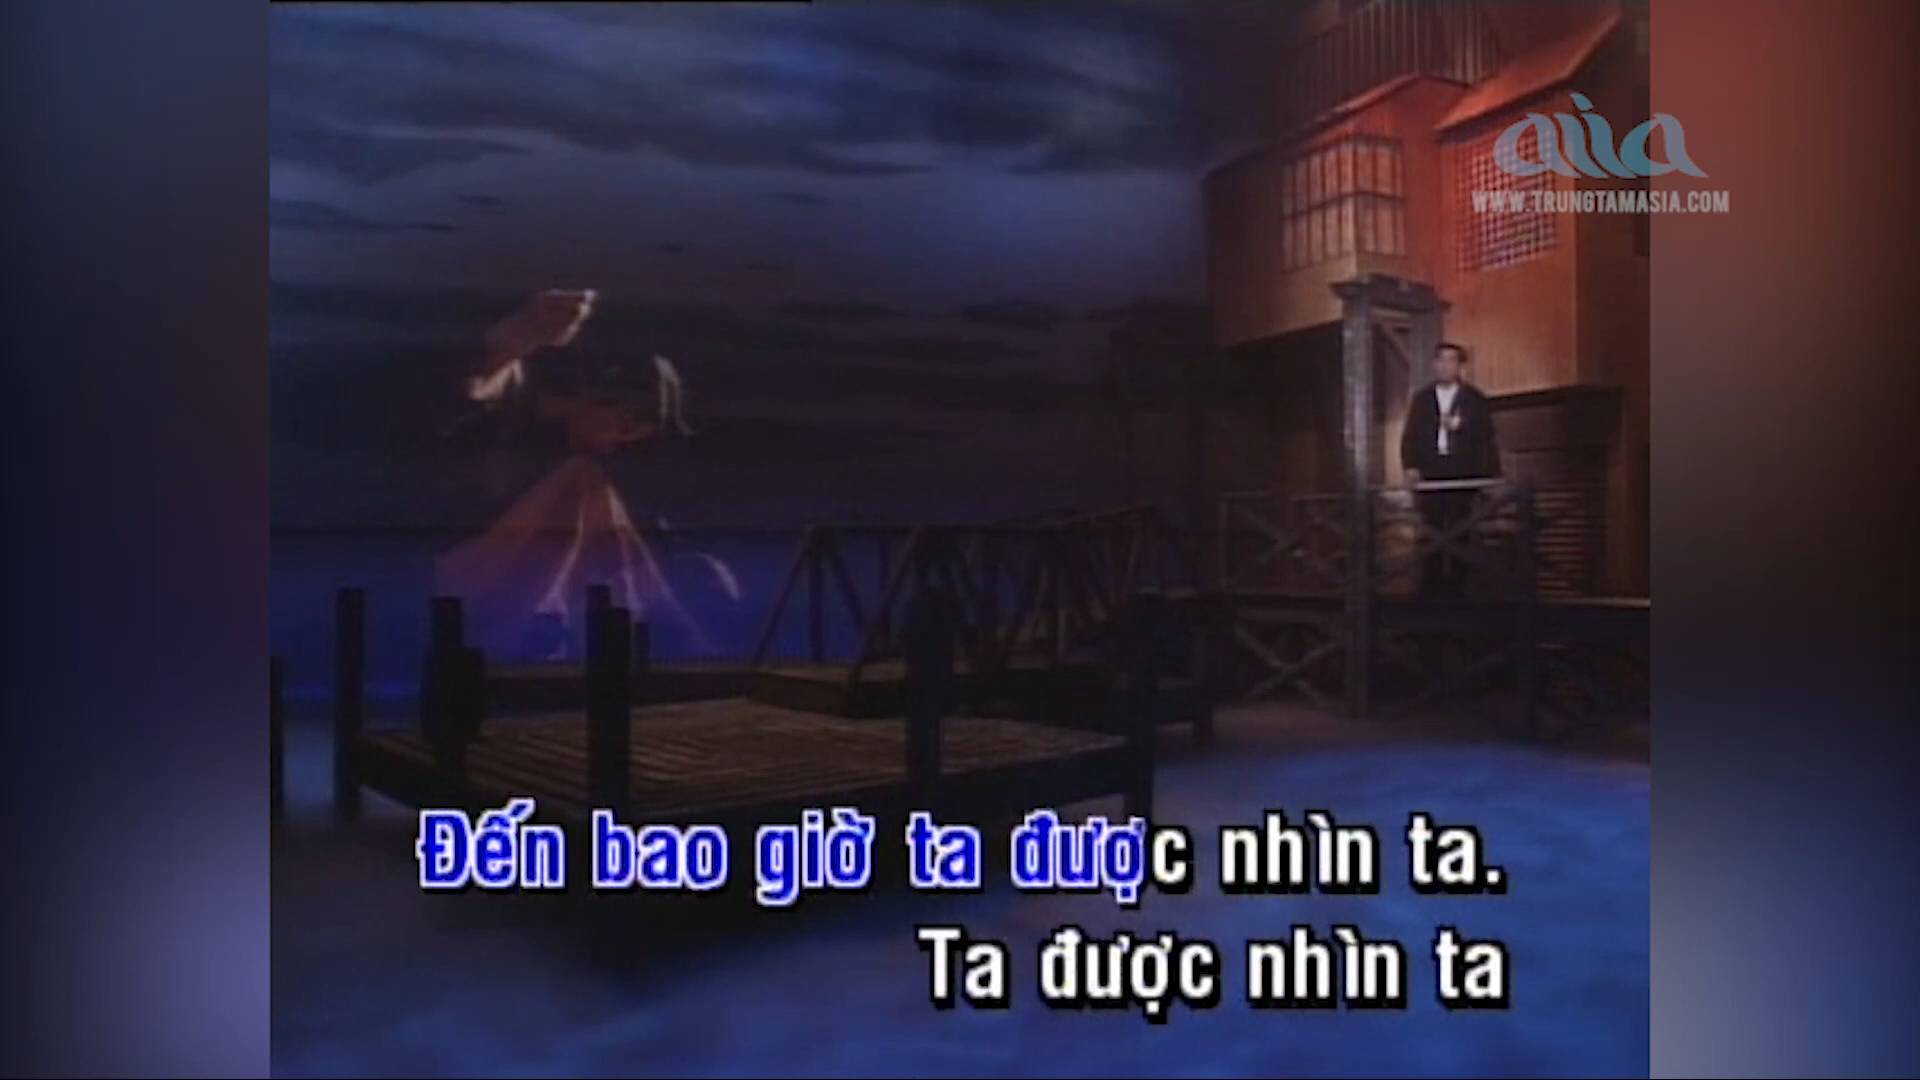 asia
WWW.TRUNGTAMASIA.COM
Đến bao giờ ta được nhìn ta.
Ta được nhìn ta